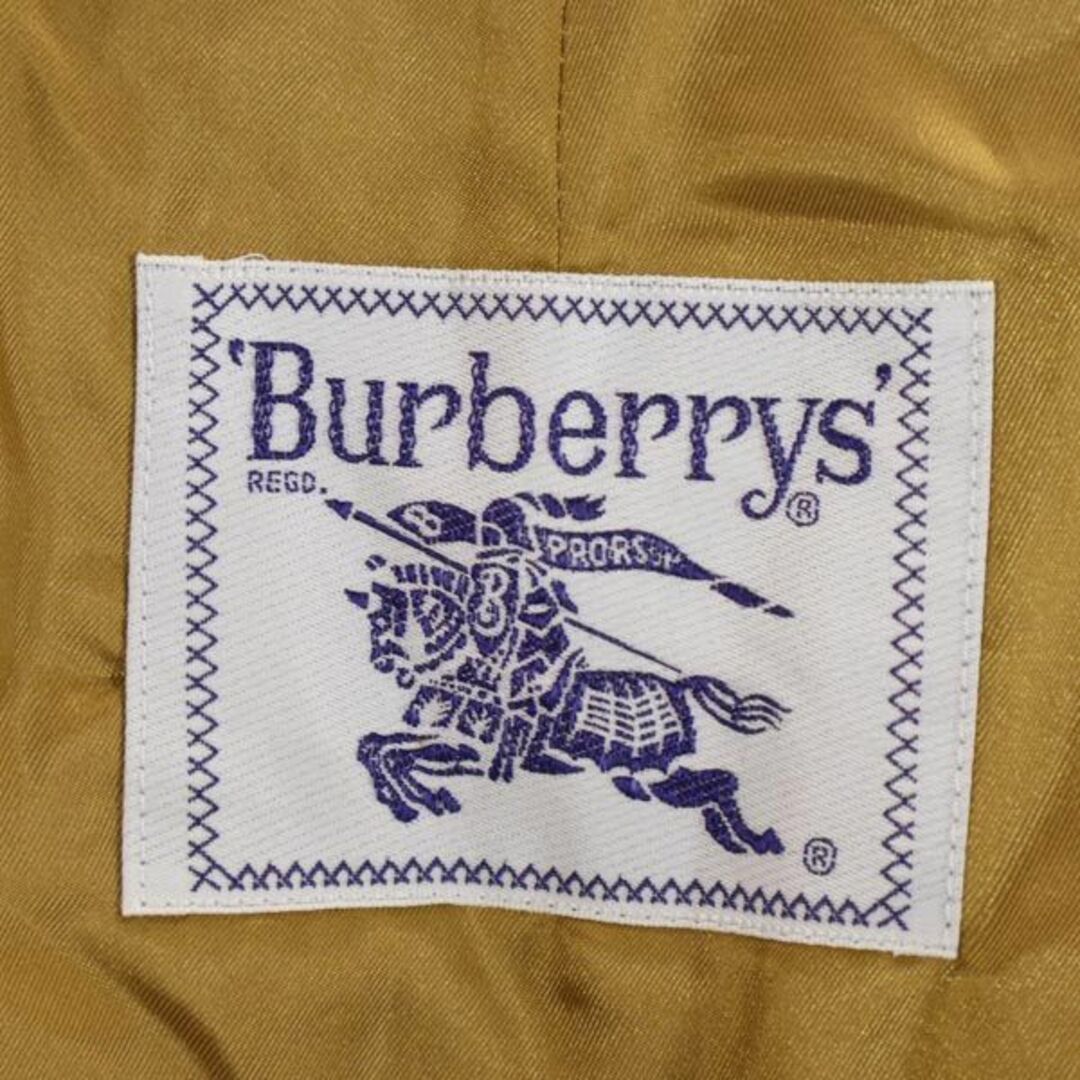 'Burberrys'
REGD. ®
B
PRORSUM
B
®